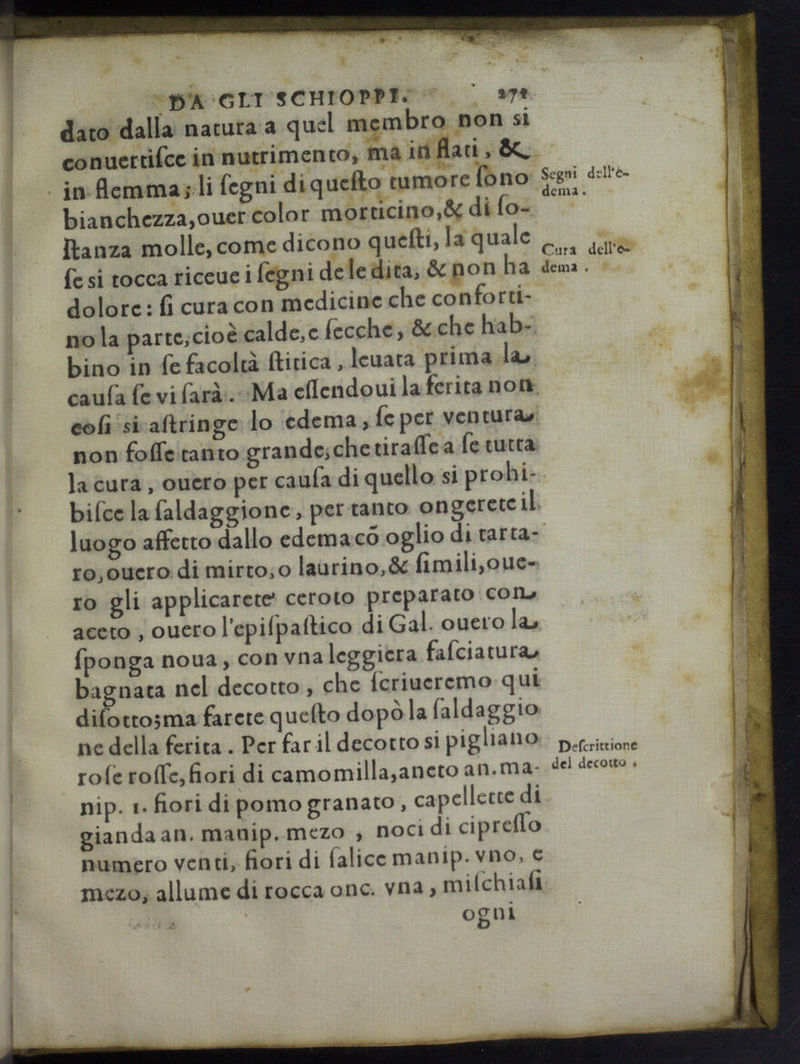 DA GLI SCHIOPPI. 271
dato dalla natura a quel membro non si
conuertiſce in nutrimento, ma in flati, &
in flemma; li ſegni di queſto tumore ſono
Segni dell'e-
dema.
bianchezza,ouer color morticino,& di ſo-
ſtanza molle, come dicono queſti, la quale
Cura dell'e-
ſe si tocca riceue i ſegni de le dita, & non ha
dema.
dolore: ſi cura con medicine che conforti-
no la parte,cioè calde,e ſecche, & che hab-
bino in ſe facoltà ſtitica, leuata prima la
cauſa ſe vi ſarà. Ma eſſendoui la ferita non
coſi si aſtringe lo edema, ſe per ventura
non foſſe tanto grande,che tiraſſe a ſe tutta
la cura, ouero per cauſa di quello si prohi-
biſce la ſaldaggione, per tanto ongerete il
luogo affetto dallo edema cõ oglio di tarta-
ro,ouero di mirto,o laurino,& ſimili,oue-
ro gli applicarete ceroto preparato con
aceto, ouero l'epiſpaſtico di Gal. ouero la
ſponga noua, con vna leggiera faſciatura
bagnata nel decotto, che ſcriueremo qui
diſotto;ma farete queſto dopò la ſaldaggio
ne della ferita. Per far il decotto si pigliano
Deſcrittione
roſe roſſe,fiori di camomilla,aneto an.ma-
del decotto.
nip. 1. fiori di pomo granato, capellette di
gianda an. manip. mezo, noci di cipreſſo
numero venti, fiori di ſalice manip. vno, e
mezo, allume di rocca onc. vna, miſchiaſi
ogni